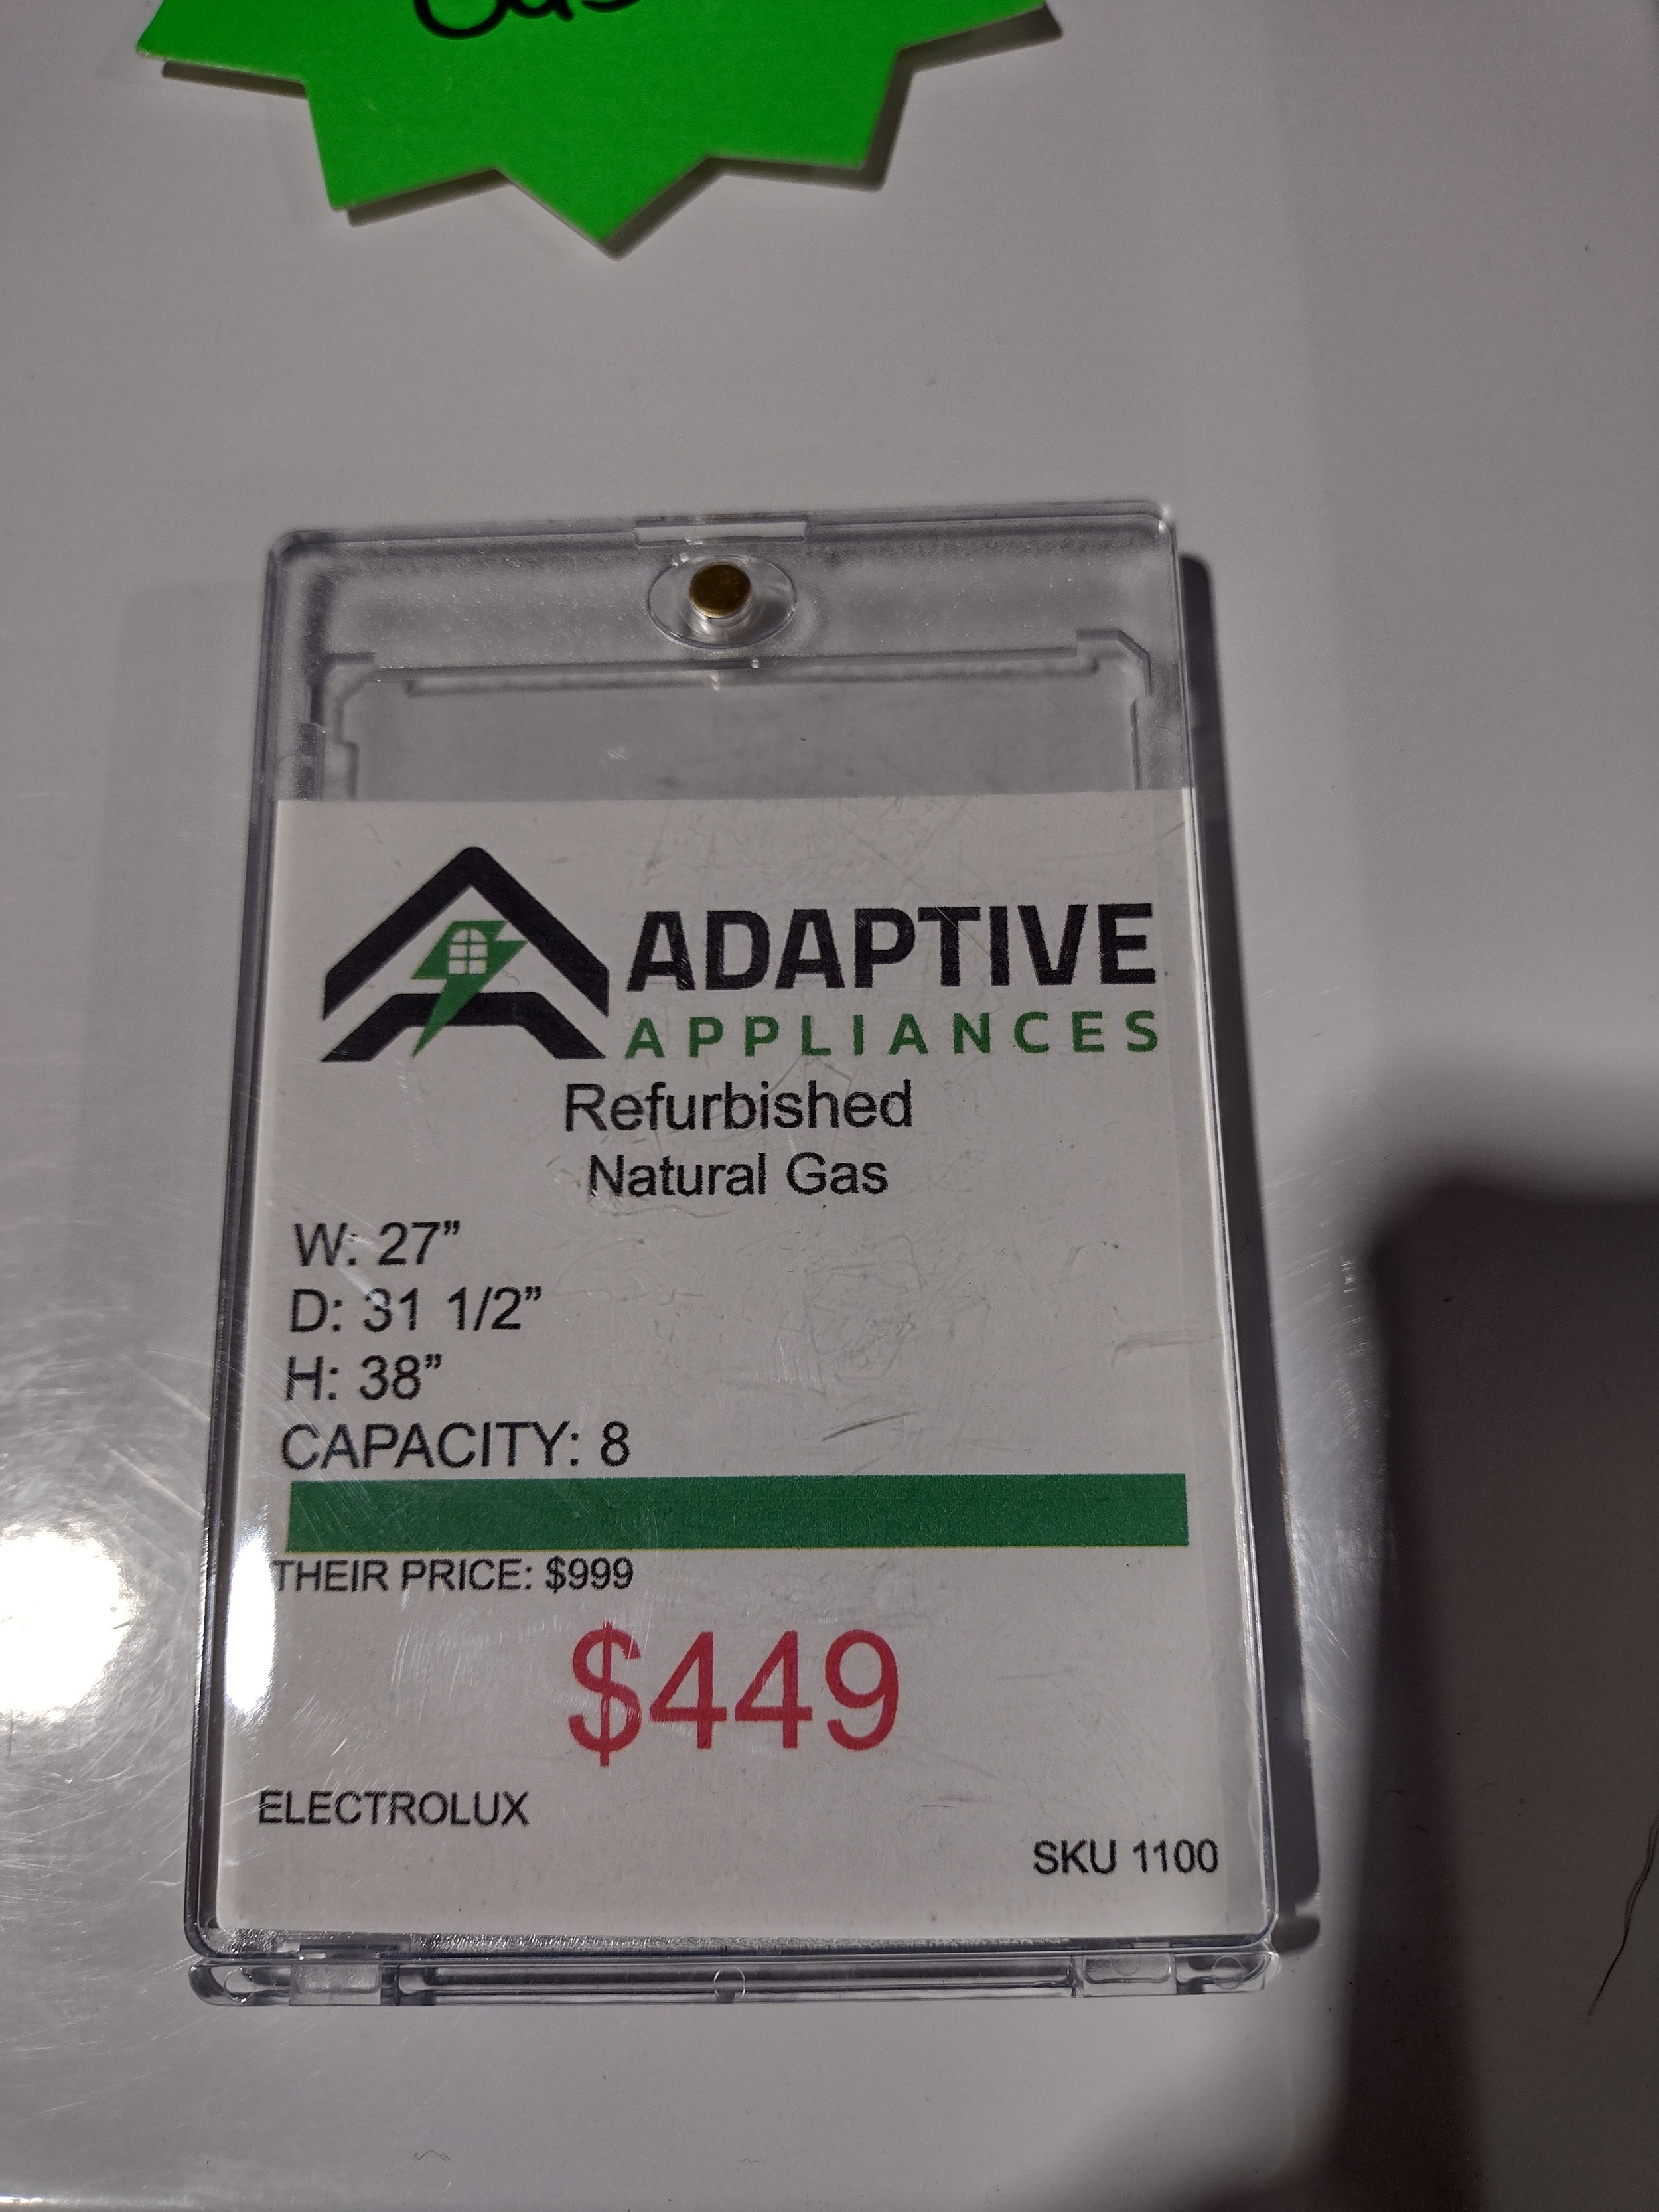 ADAPTIVE
APPLIANCES
Refurbished
Natural Gas
W: 27”
D: 31 1/2”
H: 38”
CAPACITY: 8
THEIR PRICE: $999
$449
ELECTROLUX
SKU 1100